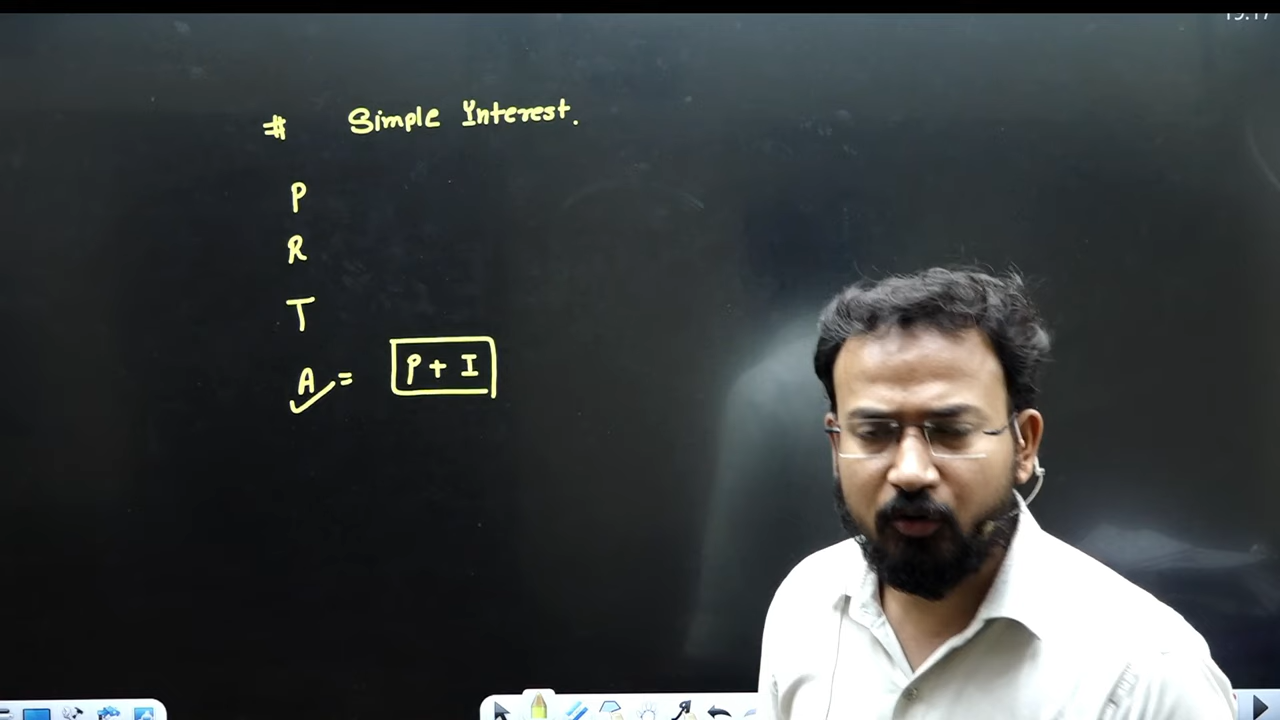 # Simple Interest.
P
R
T
A = P + I